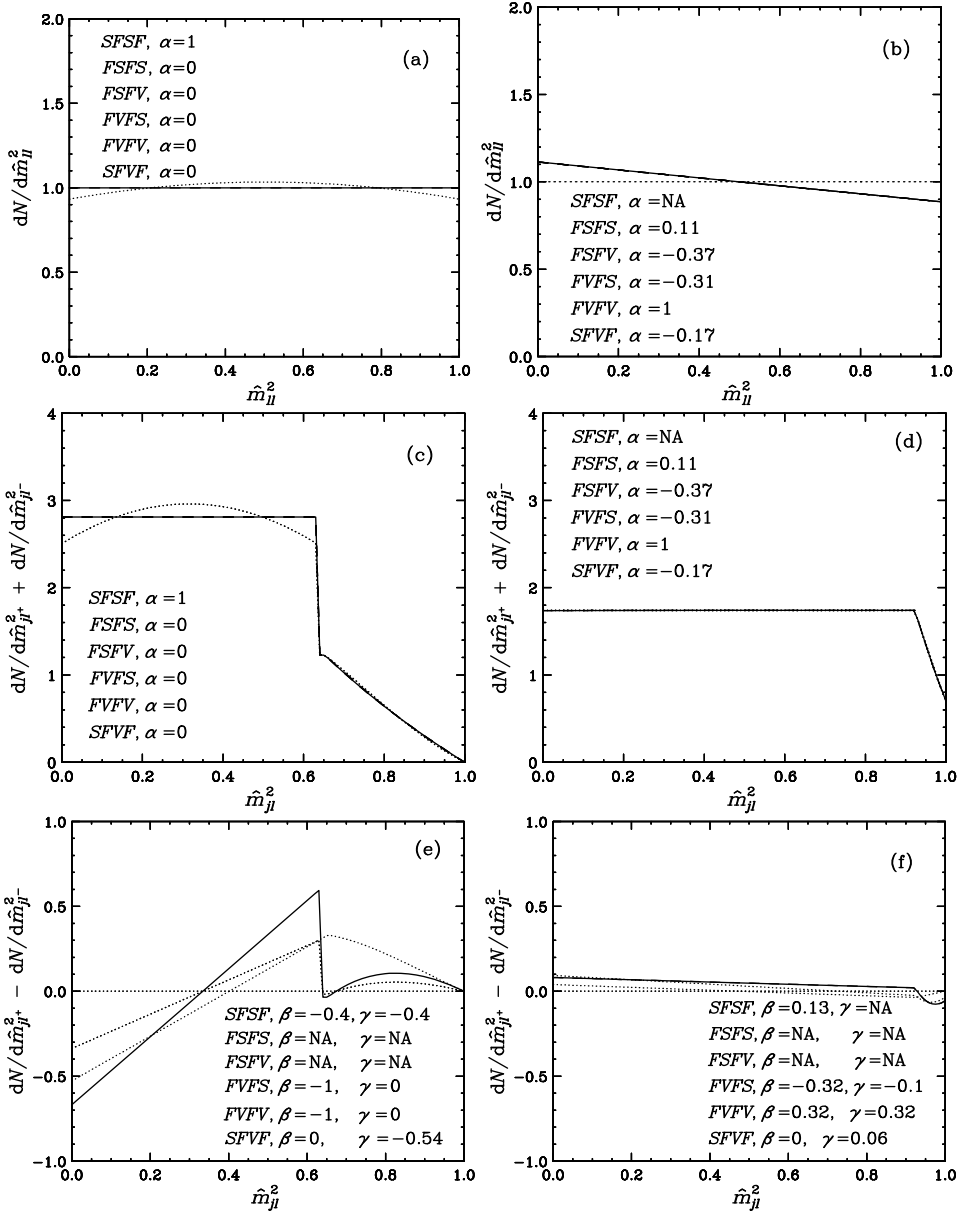 2.0
1.5
1.0
0.5
0.0
dN/dm̂²ll
SFSF, α=1
FSFS, α=0
FSFV, α=0
FVFS, α=0
FVFV, α=0
SFVF, α=0
(a)
0.0 0.2 0.4 0.6 0.8 1.0
m̂²ll
2.0
1.5
1.0
0.5
0.0
dN/dm̂²ll
(b)
SFSF, α=NA
FSFS, α=0.11
FSFV, α=−0.37
FVFS, α=−0.31
FVFV, α=1
SFVF, α=−0.17
0.0 0.2 0.4 0.6 0.8 1.0
m̂²ll
4
3
2
1
0
dN/dm̂²jl⁺ + dN/dm̂²jl⁻
(c)
SFSF, α=1
FSFS, α=0
FSFV, α=0
FVFS, α=0
FVFV, α=0
SFVF, α=0
0.0 0.2 0.4 0.6 0.8 1.0
m̂²jl
4
3
2
1
0
dN/dm̂²jl⁺ + dN/dm̂²jl⁻
SFSF, α=NA
FSFS, α=0.11
FSFV, α=−0.37
FVFS, α=−0.31
FVFV, α=1
SFVF, α=−0.17
(d)
0.0 0.2 0.4 0.6 0.8 1.0
m̂²jl
1.0
0.5
0.0
−0.5
−1.0
dN/dm̂²jl⁺ − dN/dm̂²jl⁻
(e)
SFSF, β=−0.4, γ=−0.4
FSFS, β=NA, γ=NA
FSFV, β=NA, γ=NA
FVFS, β=−1, γ=0
FVFV, β=−1, γ=0
SFVF, β=0, γ=−0.54
0.0 0.2 0.4 0.6 0.8 1.0
m̂²jl
1.0
0.5
0.0
−0.5
−1.0
dN/dm̂²jl⁺ − dN/dm̂²jl⁻
(f)
SFSF, β=0.13, γ=NA
FSFS, β=NA, γ=NA
FSFV, β=NA, γ=NA
FVFS, β=−0.32, γ=−0.1
FVFV, β=0.32, γ=0.32
SFVF, β=0, γ=0.06
0.0 0.2 0.4 0.6 0.8 1.0
m̂²jl